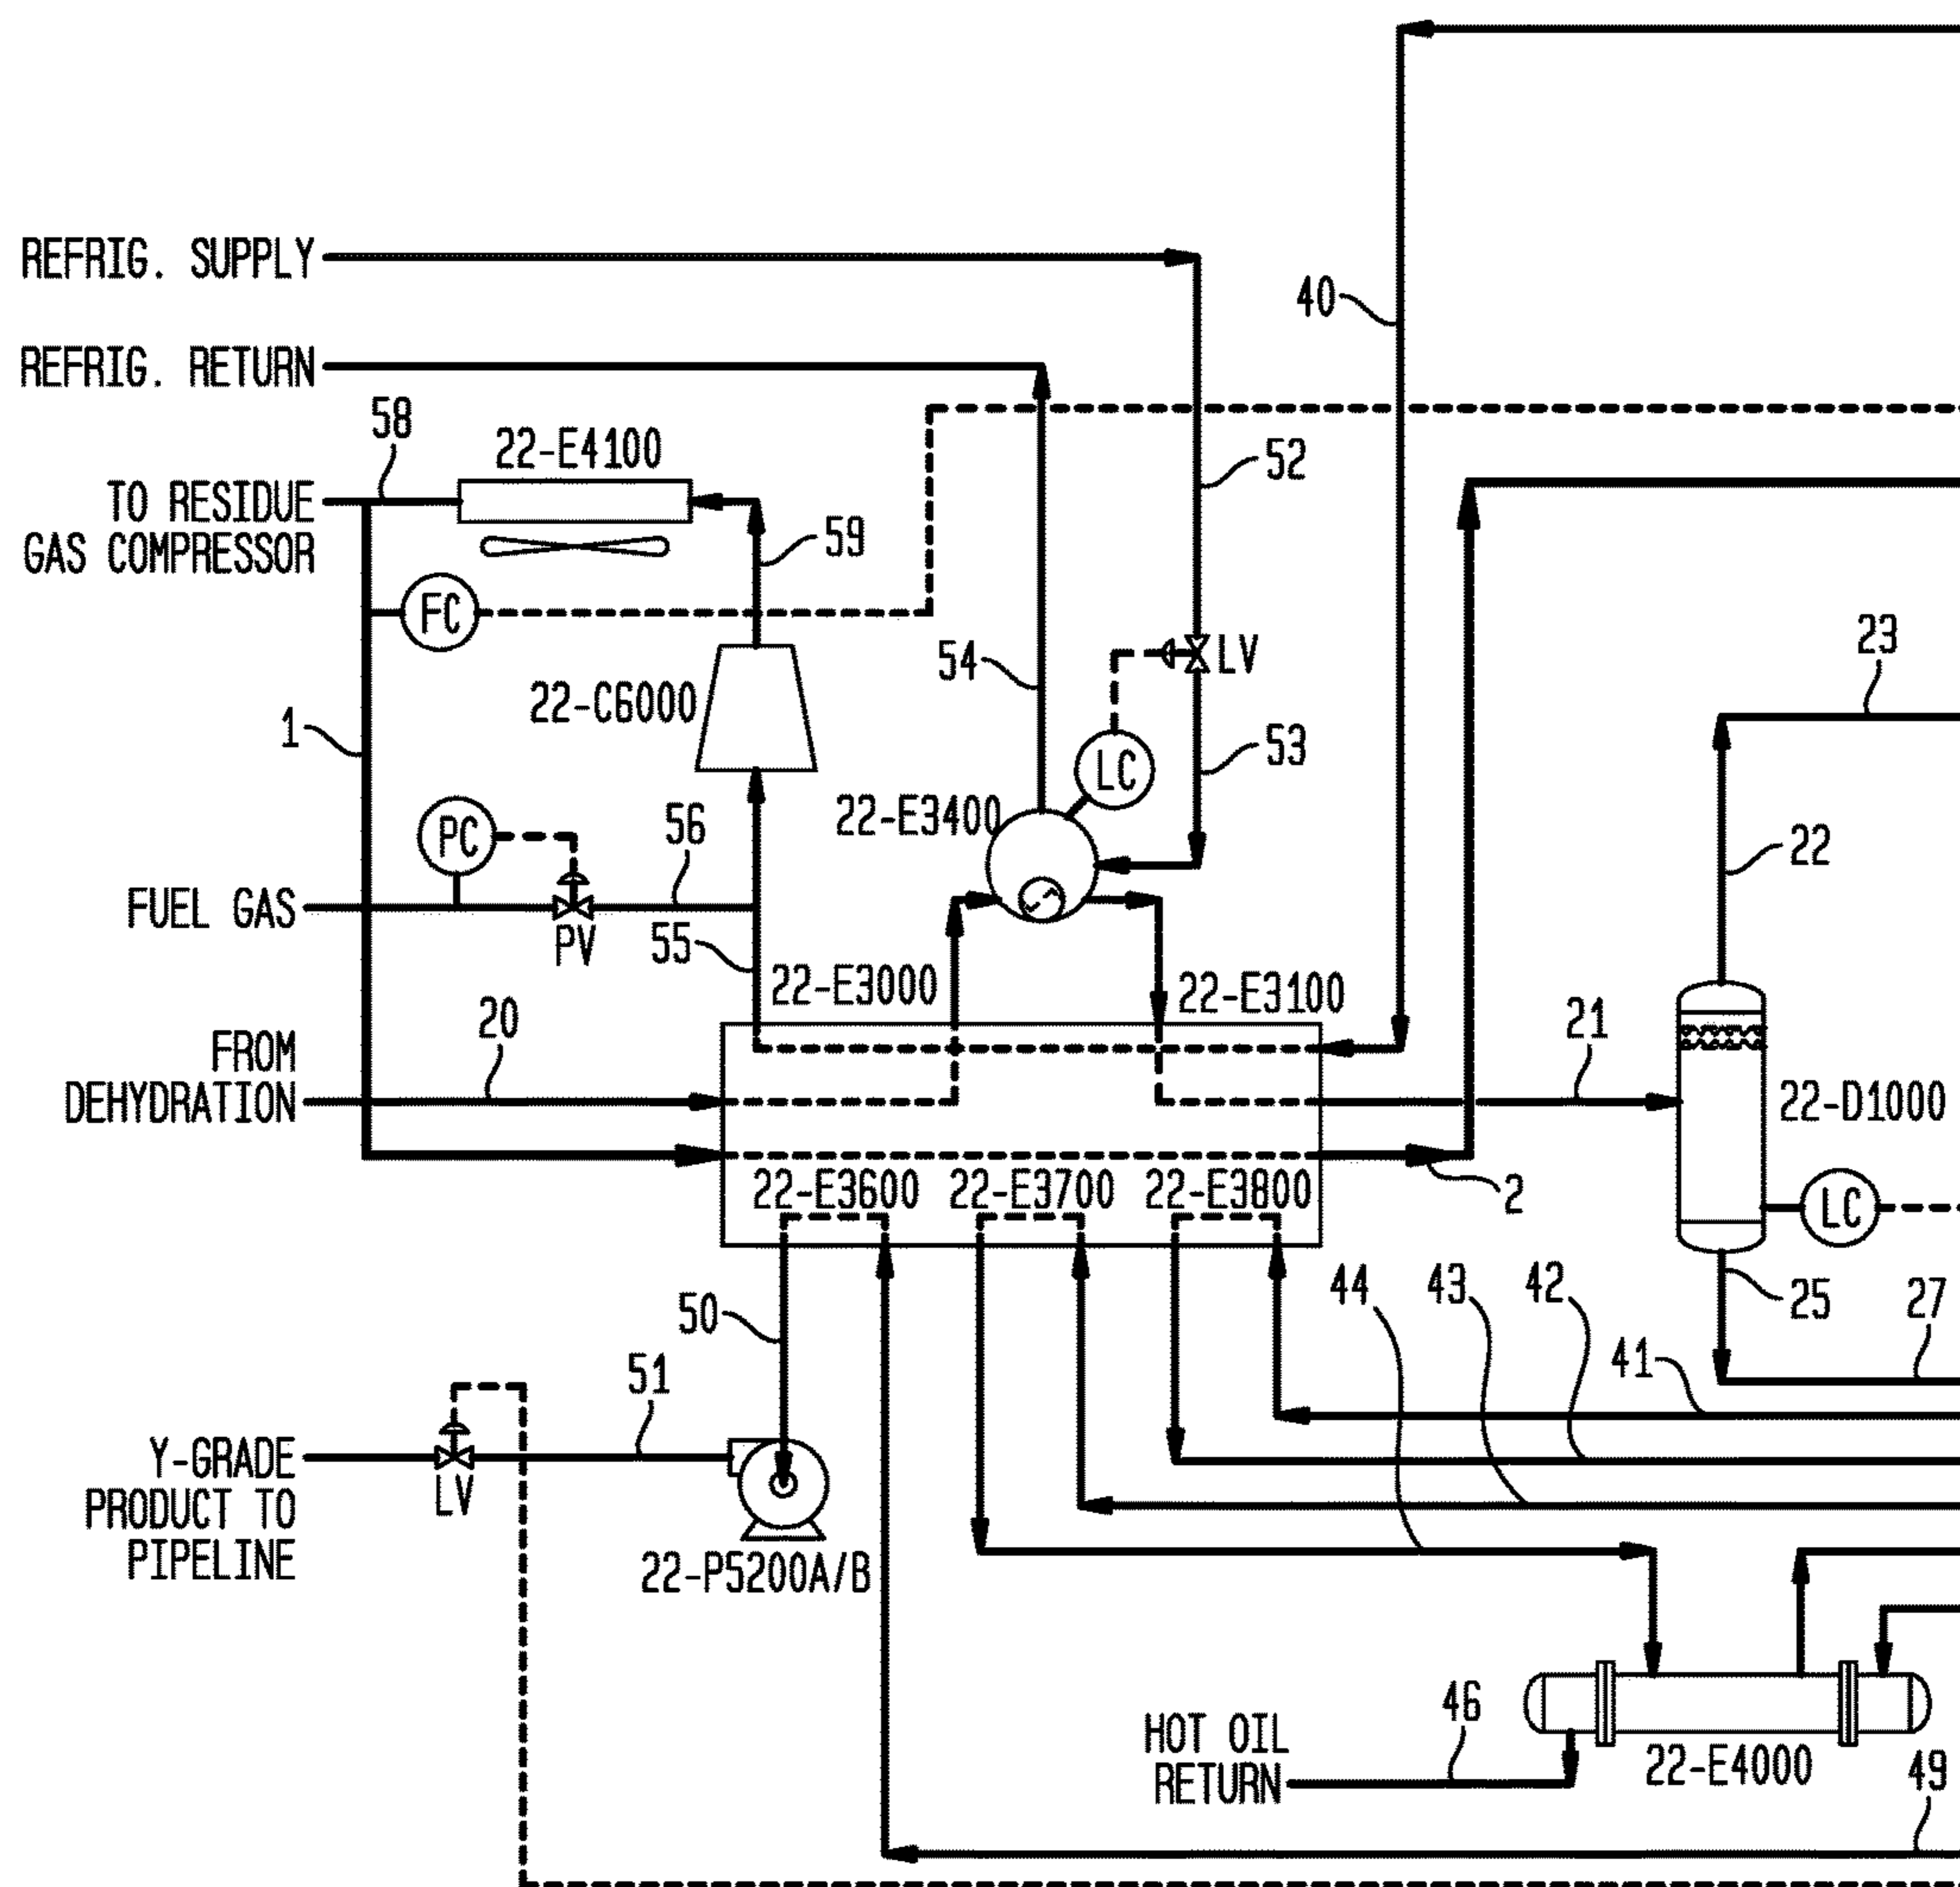 REFRIG. SUPPLY
40
REFRIG. RETURN
58
22-E4100
52
TO RESIDUE
GAS COMPRESSOR
59
FC
54
LV
23
22-C6000
1
53
LC
22-E3400
56
PC
22
FUEL GAS
PV
55
22-E3000
22-E3100
20
21
FROM
DEHYDRATION
22-D1000
22-E3600
22-E3700
22-E3800
2
LC
50
44
43
42
25
27
41
51
Y-GRADE
PRODUCT TO
PIPELINE
LV
22-P5200A/B
46
HOT OIL
RETURN
22-E4000
49